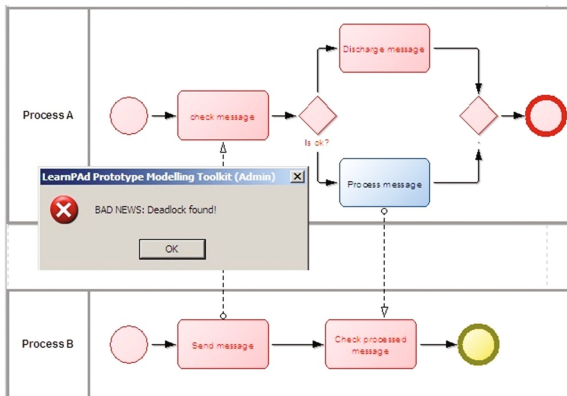 Discharge message
Process A
check message
Is ok?
Process message
LearnPAd Prototype Modelling Toolkit (Admin)
BAD NEWS: Deadlock found!
OK
Process B
Send message
Check processed
message